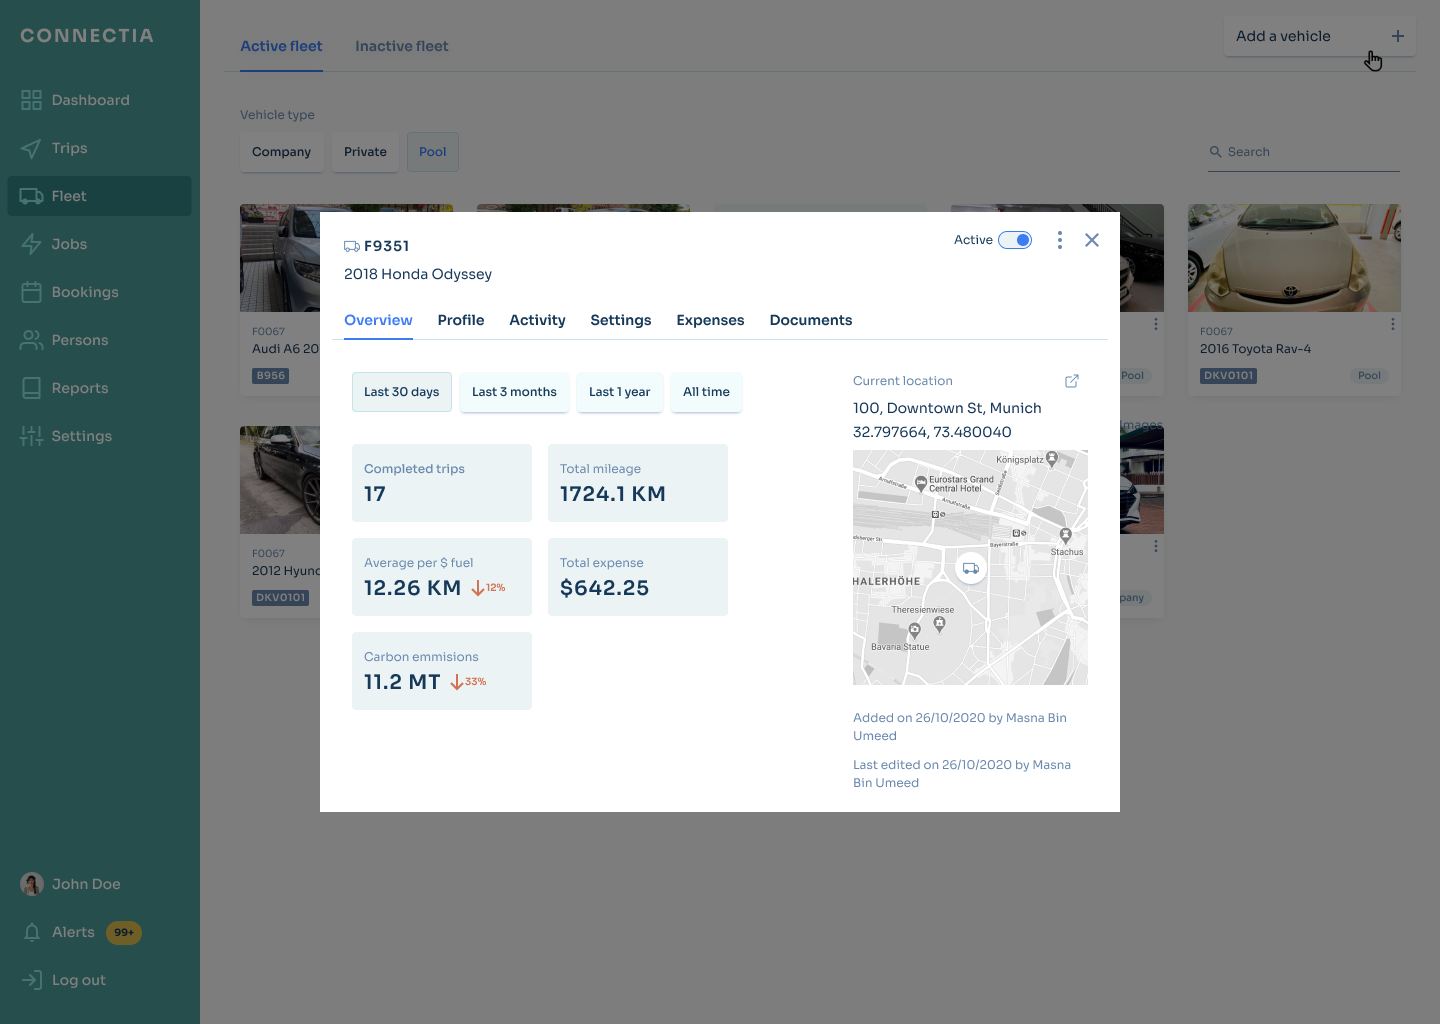 CONNECTIA
Dashboard
Trips
Fleet
Jobs
Bookings
Persons
Reports
Settings
John Doe
Alerts 99+
Log out
Active fleet Inactive fleet
Add a vehicle
Vehicle type
Company Private Pool
Search
F0067
Audi A6 20
B956
F0067
2012 Hyund
DKV0101
Pool
F0067
2016 Toyota Rav-4
DKV0101 Pool
Images
pany
F9351
2018 Honda Odyssey
Active
Overview Profile Activity Settings Expenses Documents
Last 30 days Last 3 months Last 1 year All time
Completed trips
17
Total mileage
1724.1 KM
Average per $ fuel
12.26 KM 12%
Total expense
$642.25
Carbon emmisions
11.2 MT 33%
Current location
100, Downtown St, Munich
32.797664, 73.480040
Königsplatz
Eurostars Grand
Central Hotel
Arnulfstraße
Arnulfstraße
Seidlstraße
Bayerstraße
Stachus
HALERHÖHE
Theresienwiese
Bavaria Statue
Added on 26/10/2020 by Masna Bin
Umeed
Last edited on 26/10/2020 by Masna
Bin Umeed